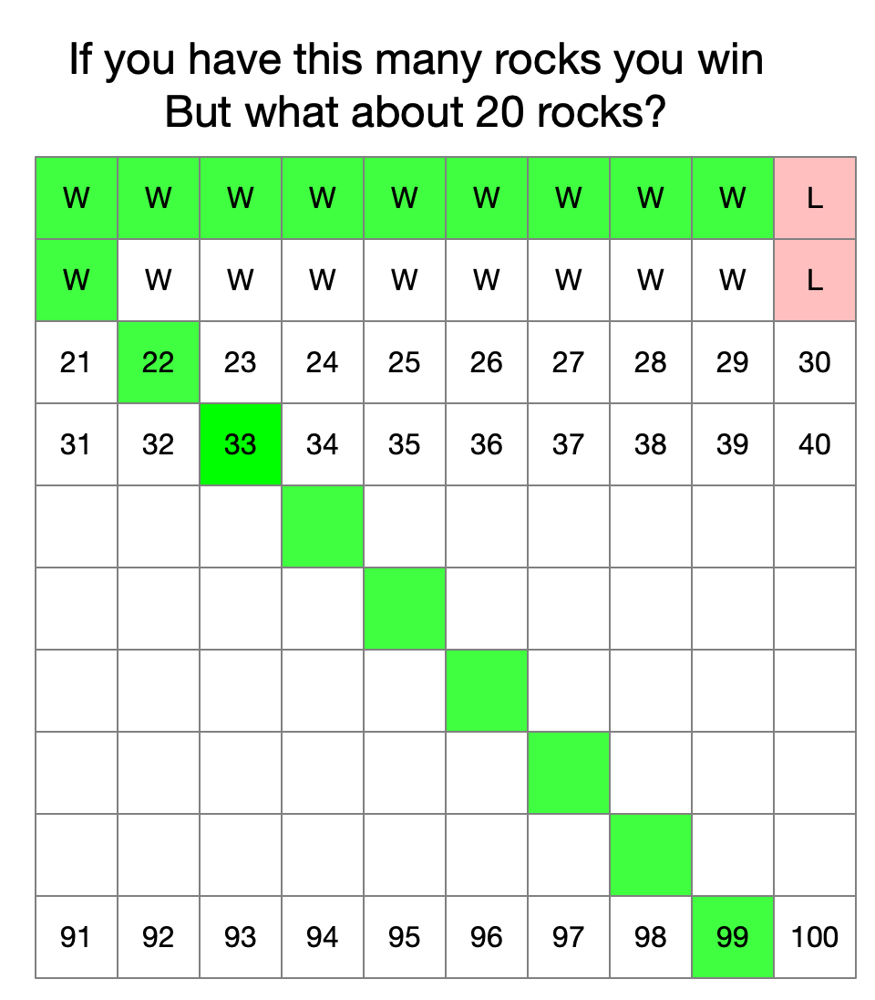 If you have this many rocks you win
But what about 20 rocks?
W W W W W W W W W L
W W W W W W W W W L
21 22 23 24 25 26 27 28 29 30
31 32 33 34 35 36 37 38 39 40
91 92 93 94 95 96 97 98 99 100